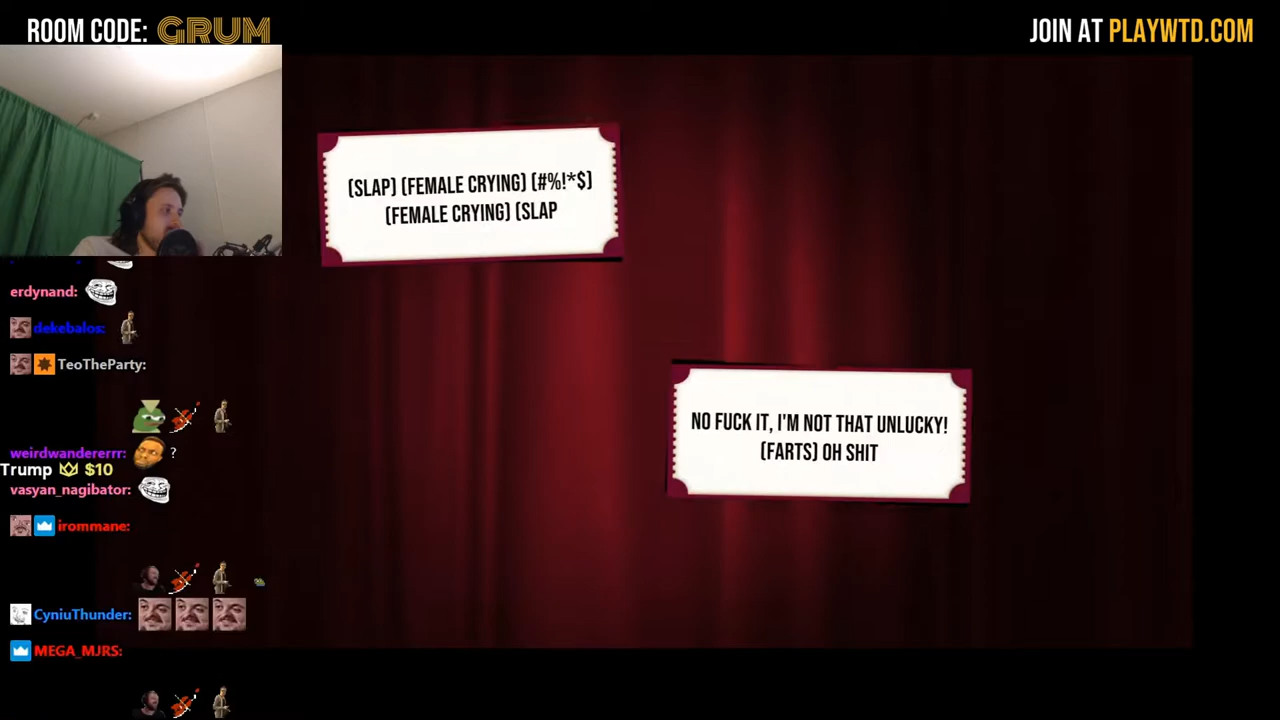 ROOM CODE: GRUM
JOIN AT PLAYWTD.COM
(SLAP) (FEMALE CRYING) (#%!*$)
(FEMALE CRYING) (SLAP
NO FUCK IT, I'M NOT THAT UNLUCKY!
(FARTS) OH SHIT
erdynand:
dekebalos:
TeoTheParty:
weirdwandererrr: ?
Trump $10
vasyan_nagibator:
irommane:
CyniuThunder:
MEGA_MJRS: